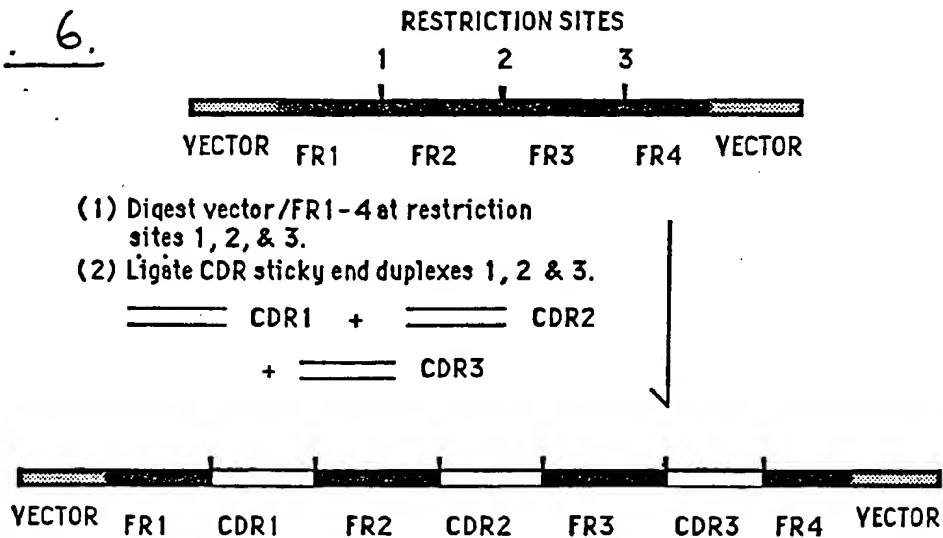 . 6.
RESTRICTION SITES
1 2 3
VECTOR FR1 FR2 FR3 FR4 VECTOR
(1) Digest vector/FR1-4 at restriction
sites 1, 2, & 3.
(2) Ligate CDR sticky end duplexes 1, 2 & 3.
CDR1 + CDR2
+ CDR3
VECTOR FR1 CDR1 FR2 CDR2 FR3 CDR3 FR4 VECTOR